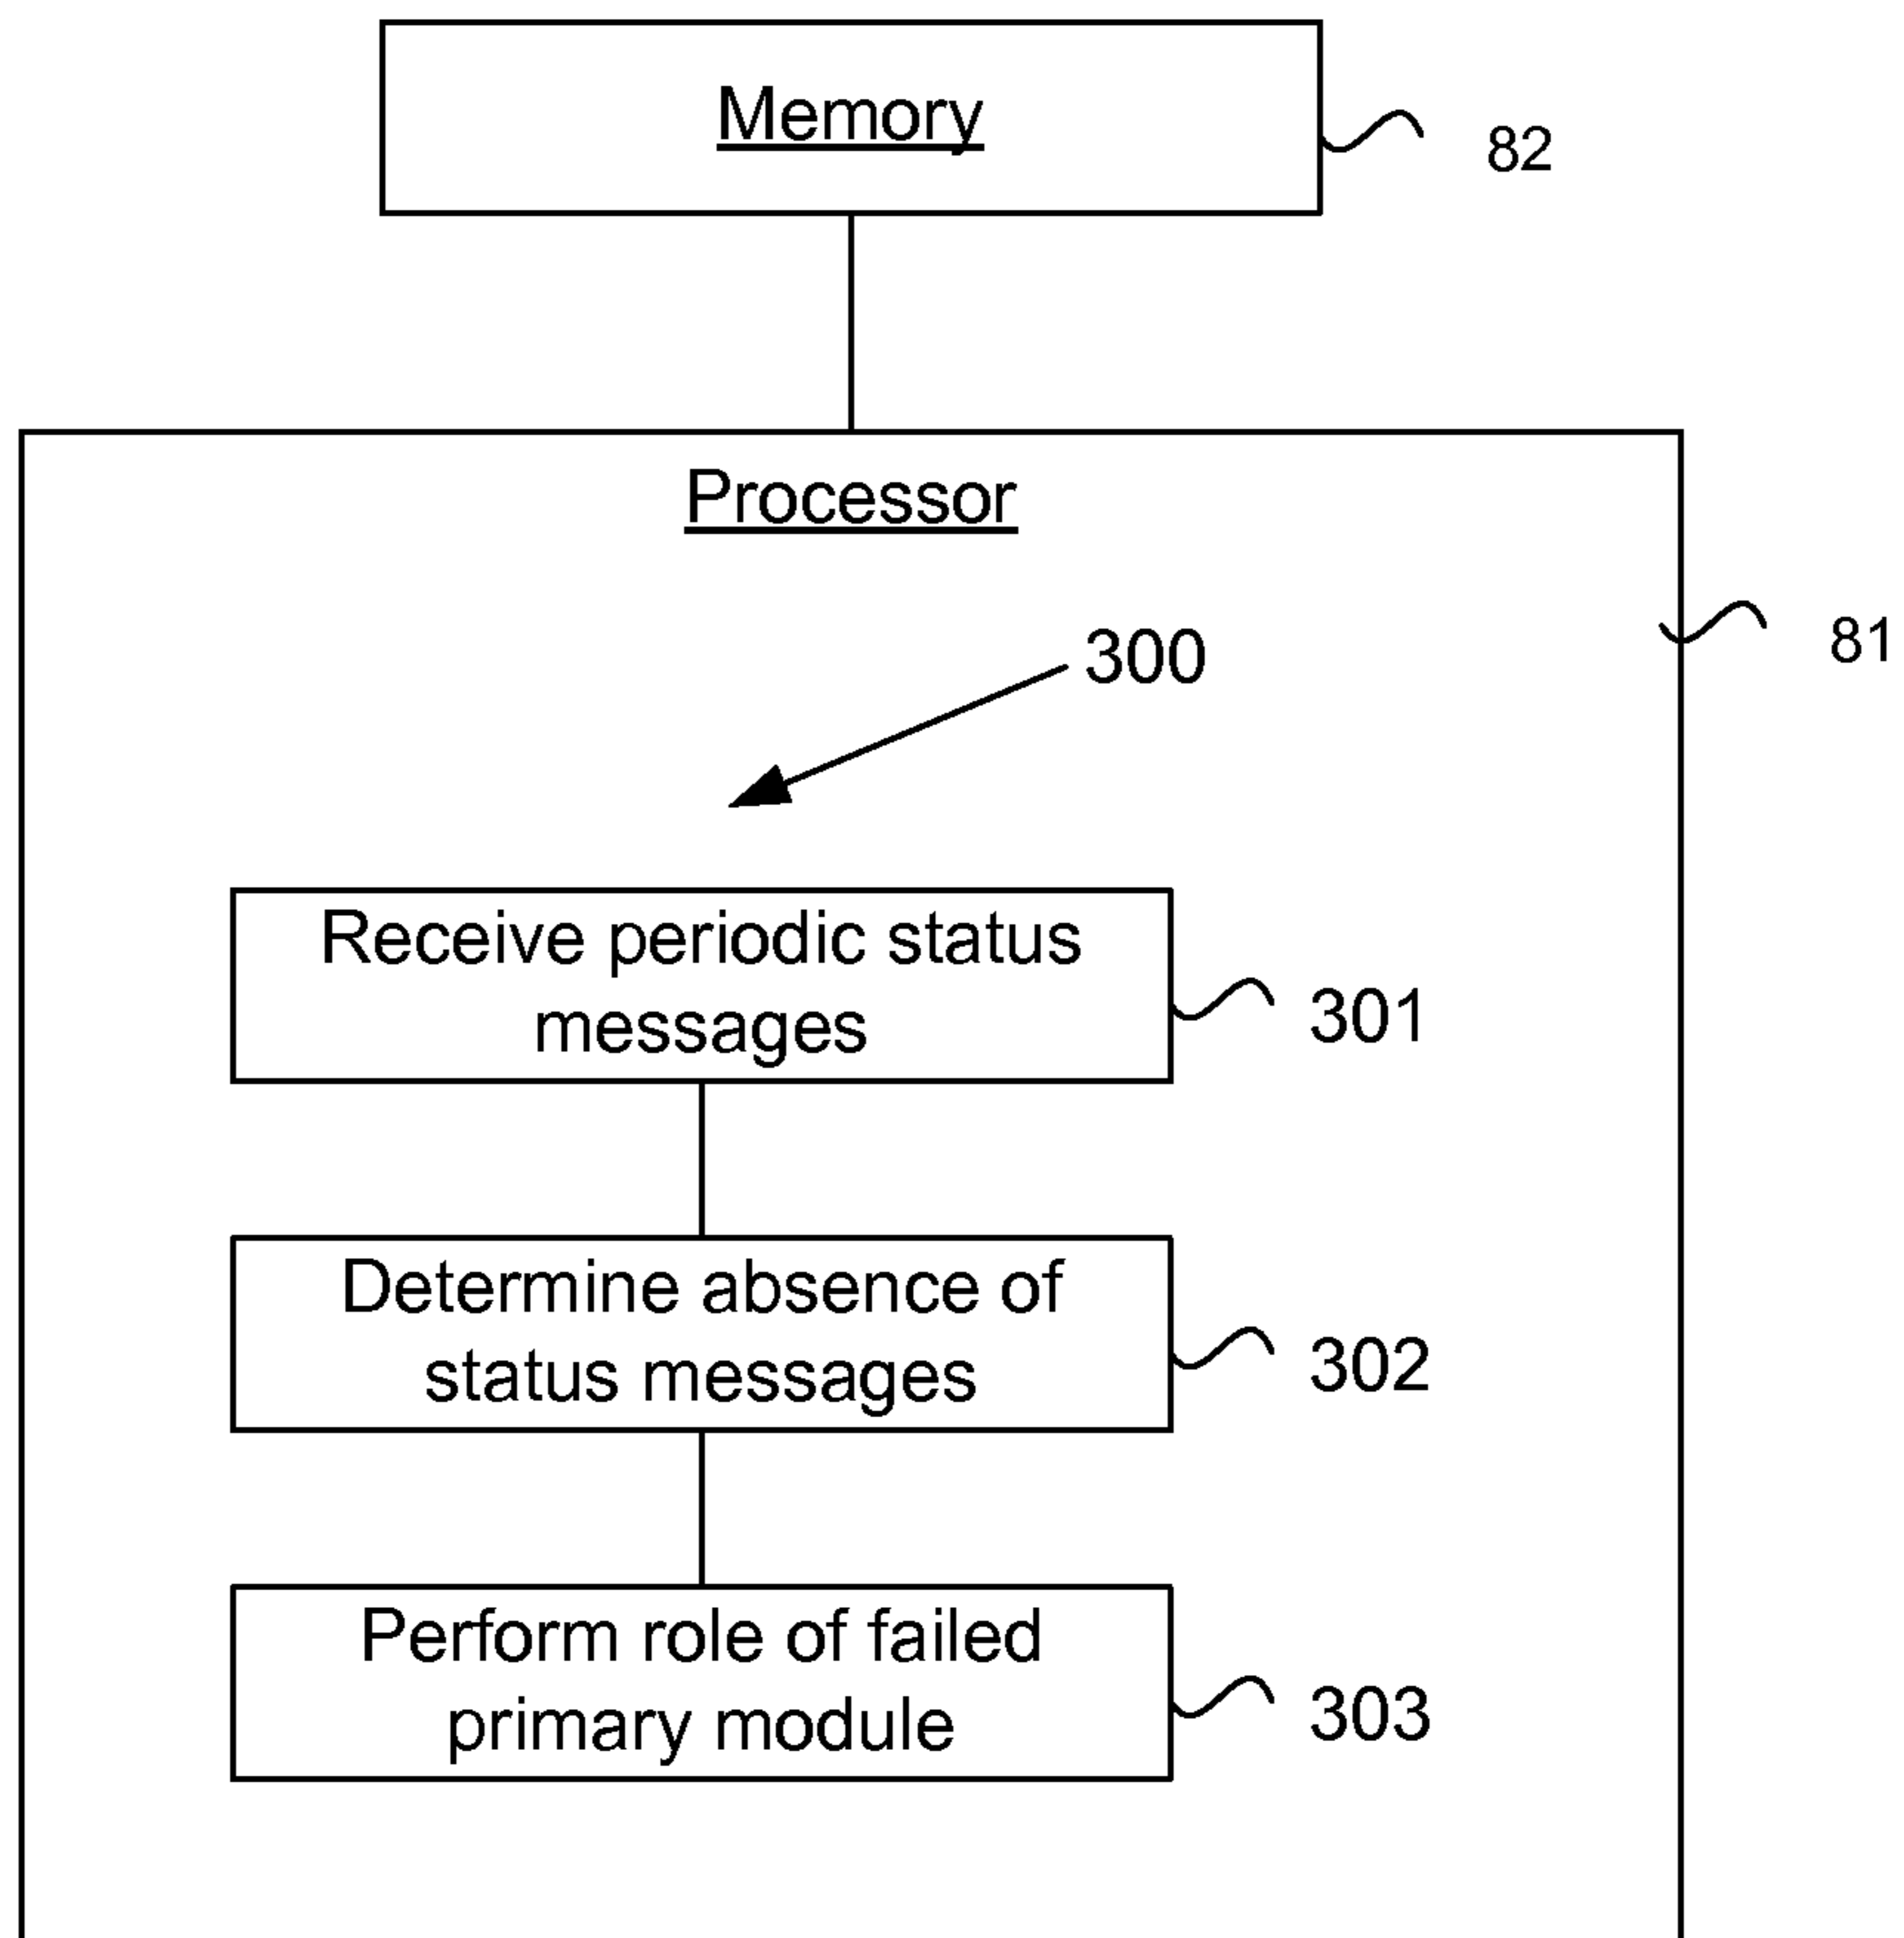 Memory
82
Processor
81
300
Receive periodic status
messages
301
Determine absence of
status messages
302
Perform role of failed
primary module
303